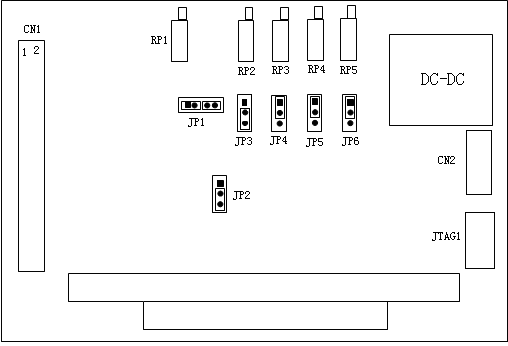 CN1
1 2
RP1
RP2
RP3
RP4
RP5
DC-DC
JP1
JP3
JP4
JP5
JP6
CN2
JP2
JTAG1